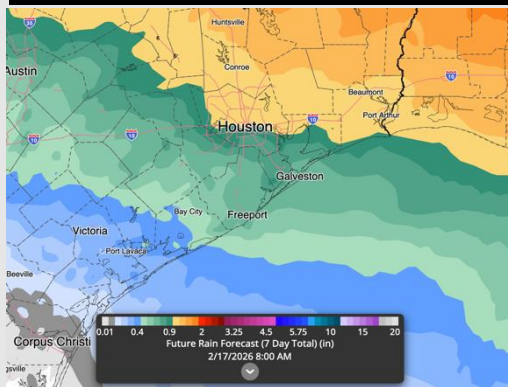 35
Huntsville
Austin
Conroe
10
Beaumont
Port Arthur
Houston
10
10
10
Galveston
Bay City
Freeport
Victoria
Port Lavaca
Beeville
Corpus Christi
gsville
0.01 0.4 0.9 2 3.25 4.5 5.75 10 15 20
Future Rain Forecast (7 Day Total) (in)
2/17/2026 8:00 AM